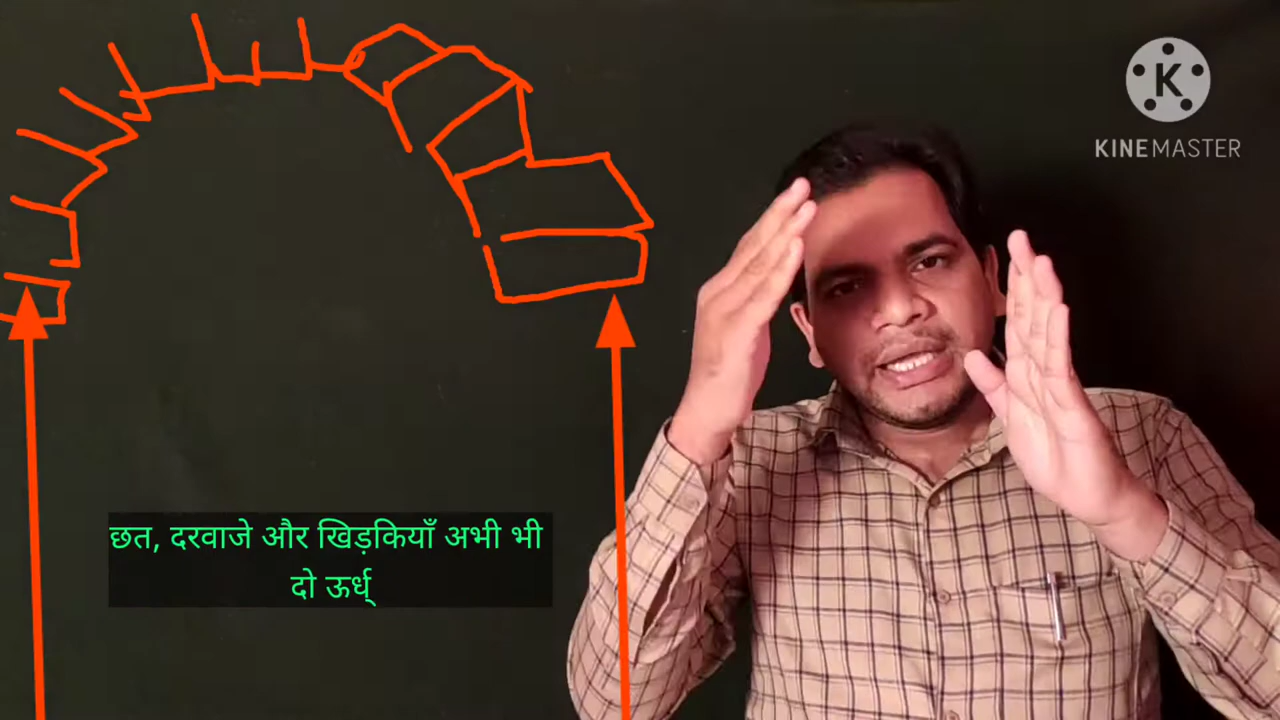 KINEMASTER
छत, दरवाजे और खिड़कियाँ अभी भी
दो ऊर्ध्